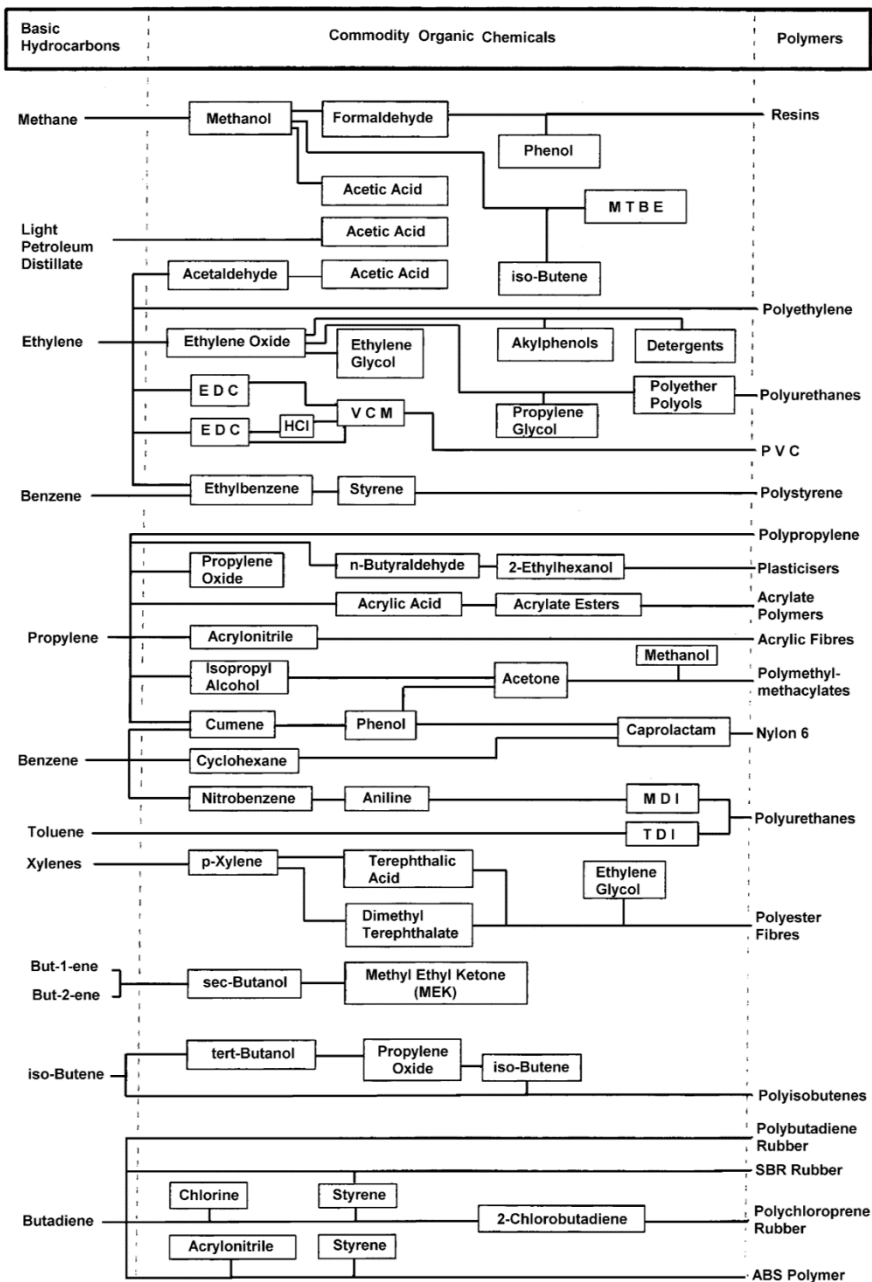 Basic
Hydrocarbons
Commodity Organic Chemicals
Polymers
Methane
Methanol
Formaldehyde
Resins
Phenol
Acetic Acid
M T B E
Light
Petroleum
Distillate
Acetic Acid
Acetaldehyde
Acetic Acid
iso-Butene
Polyethylene
Ethylene
Ethylene Oxide
Ethylene
Glycol
Akylphenols
Detergents
E D C
V C M
Propylene
Glycol
Polyether
Polyols
Polyurethanes
E D C
HCl
P V C
Benzene
Ethylbenzene
Styrene
Polystyrene
Polypropylene
Propylene
Oxide
n-Butyraldehyde
2-Ethylhexanol
Plasticisers
Acrylic Acid
Acrylate Esters
Acrylate
Polymers
Propylene
Acrylonitrile
Acrylic Fibres
Isopropyl
Alcohol
Acetone
Methanol
Polymethyl-
methacylates
Cumene
Phenol
Caprolactam
Nylon 6
Benzene
Cyclohexane
Nitrobenzene
Aniline
M D I
Polyurethanes
Toluene
T D I
Xylenes
p-Xylene
Terephthalic
Acid
Ethylene
Glycol
Dimethyl
Terephthalate
Polyester
Fibres
But-1-ene
But-2-ene
sec-Butanol
Methyl Ethyl Ketone
(MEK)
iso-Butene
tert-Butanol
Propylene
Oxide
iso-Butene
Polyisobutenes
Polybutadiene
Rubber
SBR Rubber
Butadiene
Chlorine
Styrene
2-Chlorobutadiene
Polychloroprene
Rubber
Acrylonitrile
Styrene
ABS Polymer